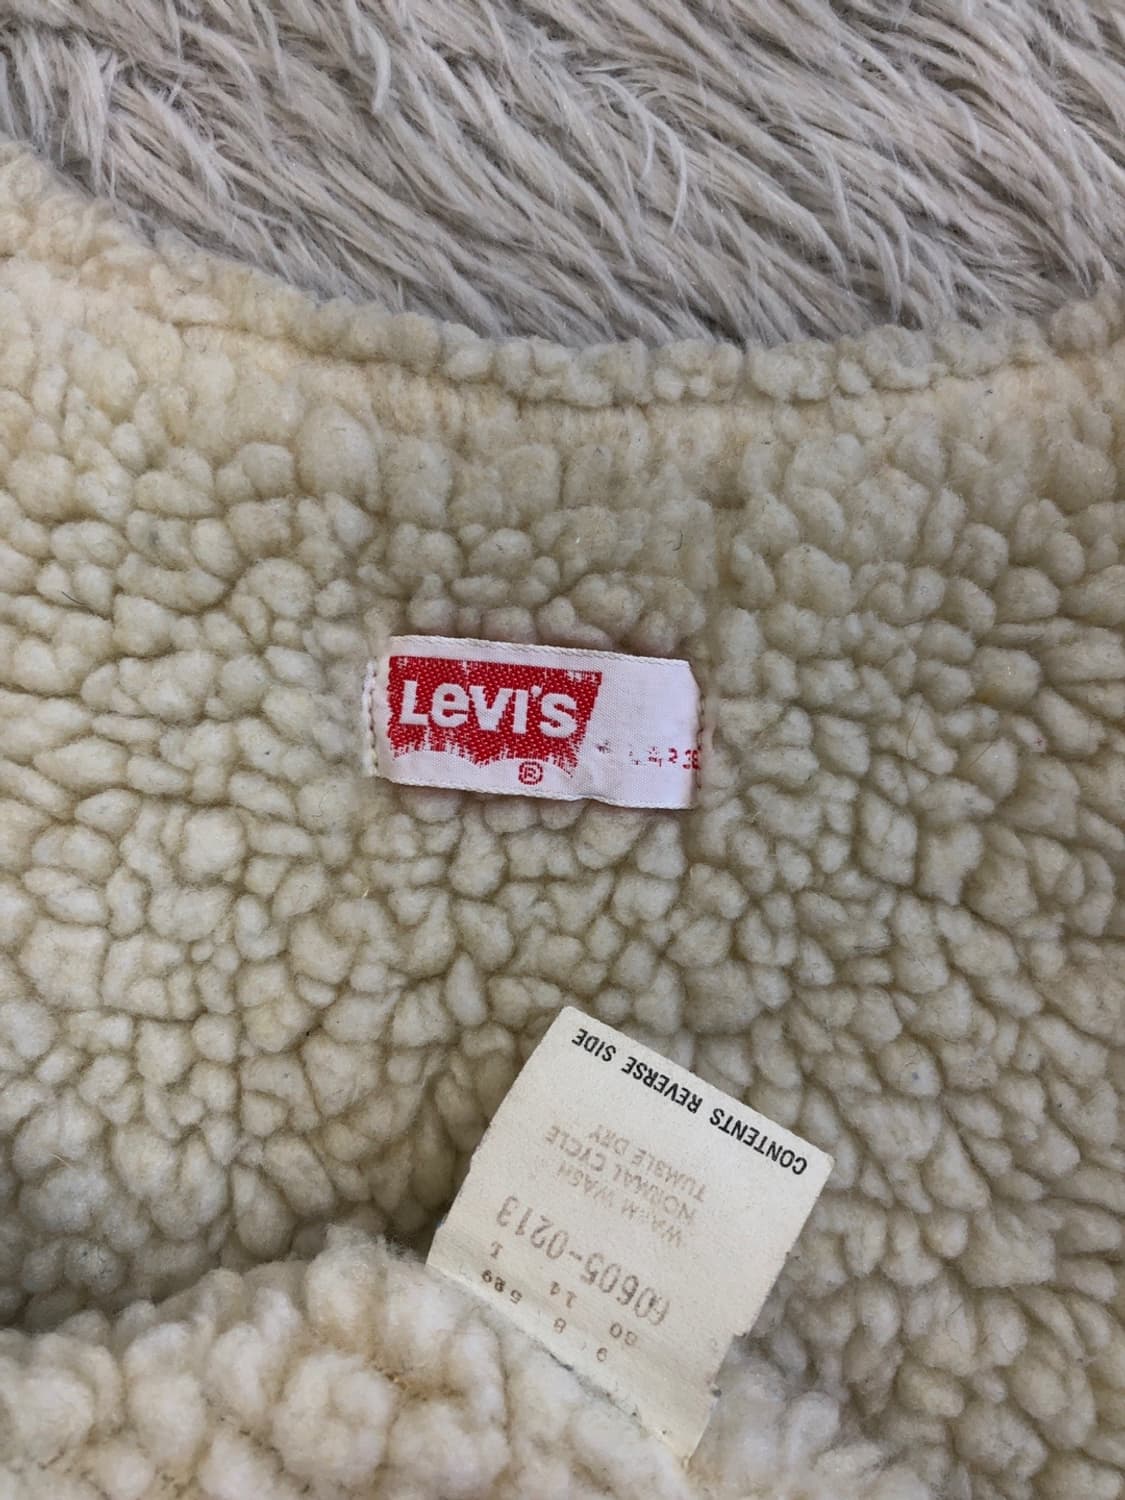 Levi's
®
CONTENTS REVERSE SIDE
WARM WASH
NORMAL CYCLE
TUMBLE DRY
60605-0213